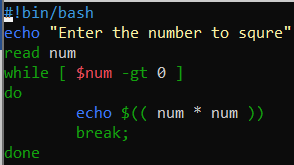 #!bin/bash
echo "Enter the number to squre"
read num
while [ $num -gt 0 ]
do
        echo $(( num * num ))
        break;
done